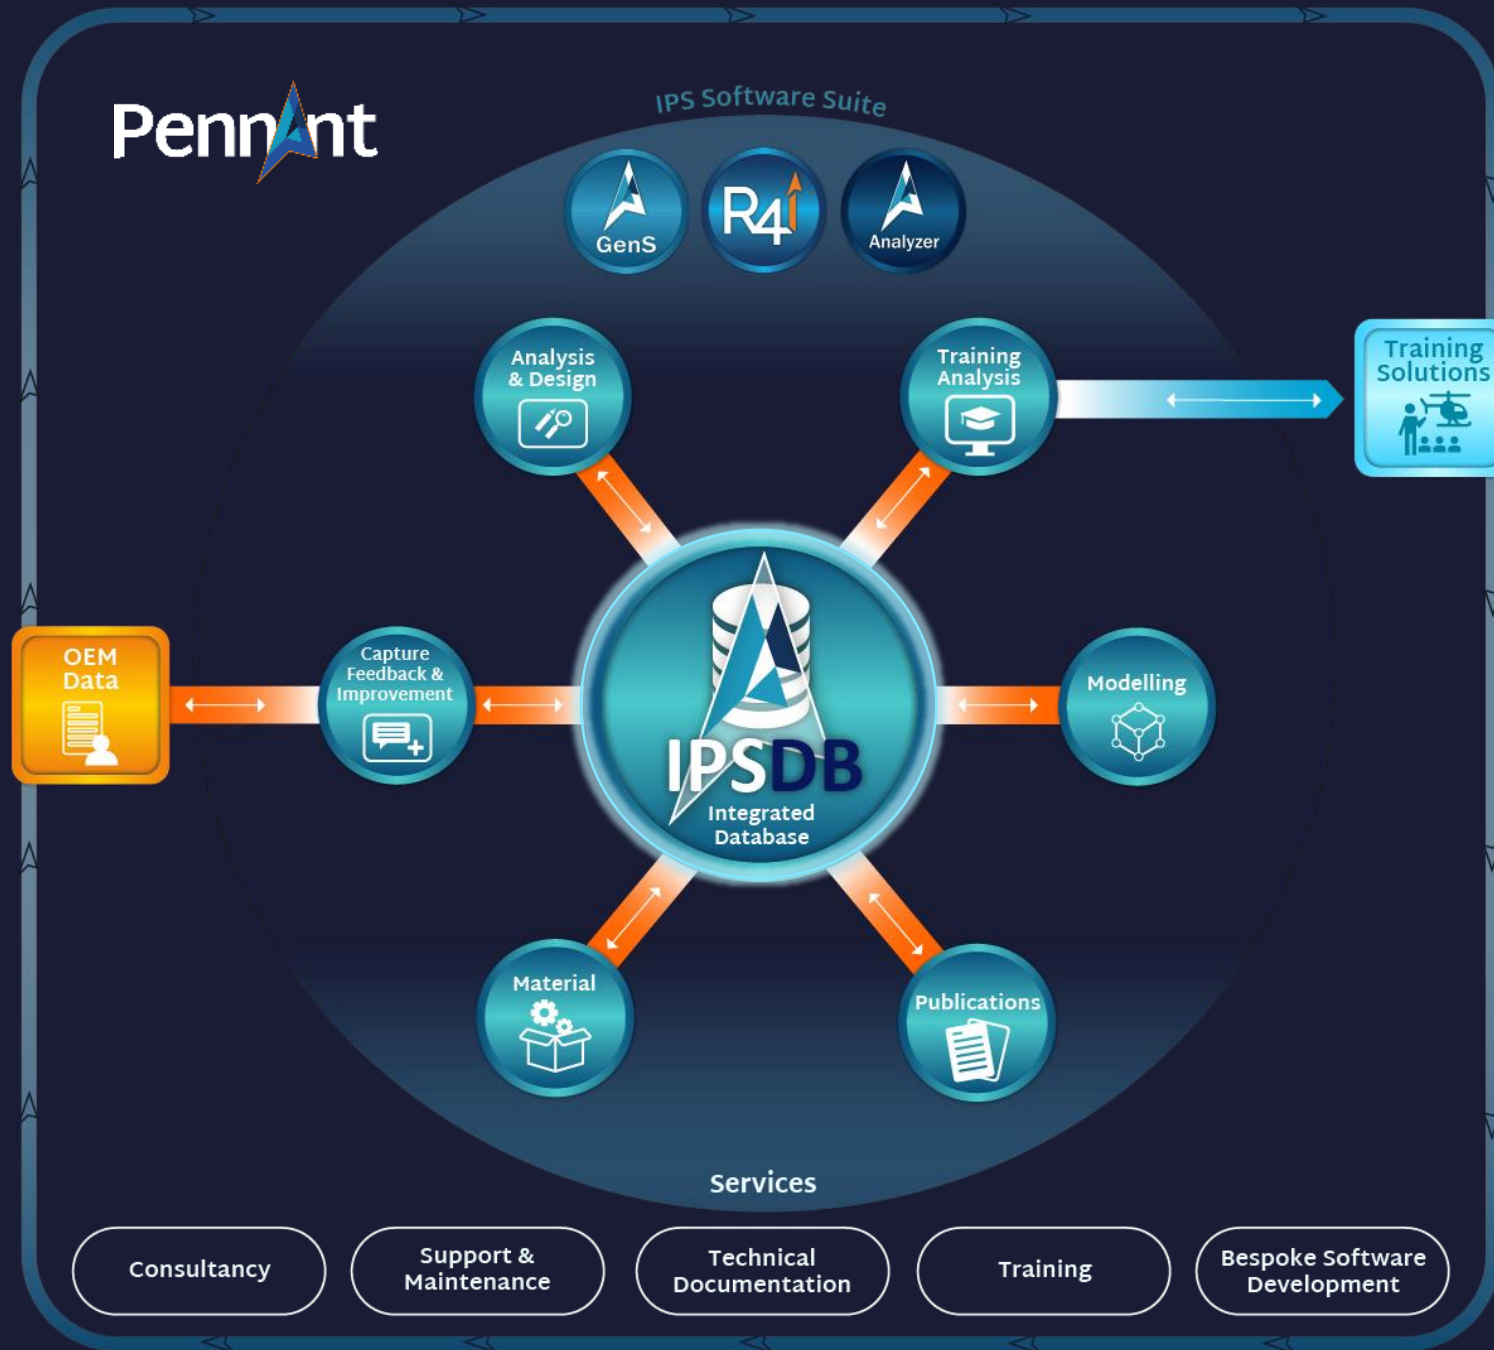 Pennant
IPS Software Suite
GenS
R4i
Analyzer
Analysis
& Design
Training
Analysis
Training
Solutions
OEM
Data
Capture
Feedback &
Improvement
Modelling
IPSDB
Integrated
Database
Material
Publications
Services
Consultancy
Support &
Maintenance
Technical
Documentation
Training
Bespoke Software
Development